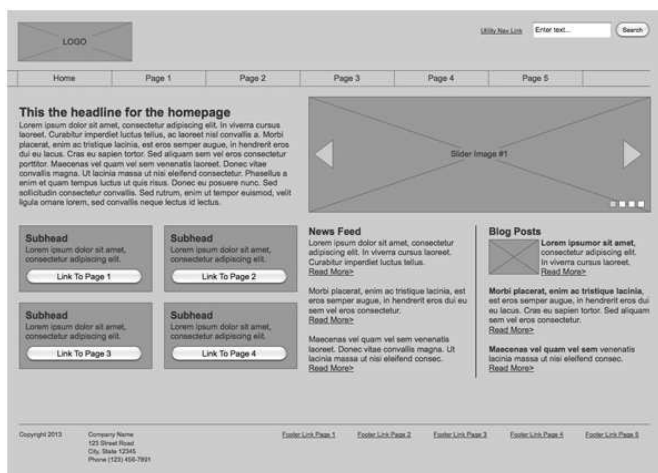 LOGO
Utility Nav Link
Enter text...
Search
Home
Page 1
Page 2
Page 3
Page 4
Page 5
This the headline for the homepage
Lorem ipsum dolor sit amet, consectetur adipiscing elit. In viverra cursus
laoreet. Curabitur imperdiet luctus tellus, ac laoreet nisl convallis a. Morbi
placerat, enim ac tristique lacinia, est eros semper augue, in hendrerit eros
dui eu lacus. Cras eu sapien tortor. Sed aliquam sem vel eros consectetur
porttitor. Maecenas vel quam vel sem venenatis laoreet. Donec vitae
convallis magna. Ut lacinia massa ut nisi eleifend consectetur. Phasellus a
enim et quam tempus luctus ut quis risus. Donec eu posuere nunc. Sed
sollicitudin consectetur convallis. Sed rutrum, enim ut tempor euismod, velit
ligula ornare lorem, sed convallis neque lectus id lectus.
Slider Image #1
Subhead
Lorem ipsum dolor sit amet,
consectetur adipiscing elit.
Link To Page 1
Subhead
Lorem ipsum dolor sit amet,
consectetur adipiscing elit.
Link To Page 2
Subhead
Lorem ipsum dolor sit amet,
consectetur adipiscing elit.
Link To Page 3
Subhead
Lorem ipsum dolor sit amet,
consectetur adipiscing elit.
Link To Page 4
News Feed
Lorem ipsum dolor sit amet, consectetur
adipiscing elit. In viverra cursus laoreet.
Curabitur imperdiet luctus tellus.
Read More>
Morbi placerat, enim ac tristique lacinia, est
eros semper augue, in hendrerit eros dui eu
sem vel eros consectetur.
Read More>
Maecenas vel quam vel sem venenatis
laoreet. Donec vitae convallis magna. Ut
lacinia massa ut nisi eleifend consec.
Read More>
Blog Posts
Lorem ipsumor sit amet,
consectetur adipiscing elit.
In viverra cursus laoreet.
Read More>
Morbi placerat, enim ac tristique lacinia,
est eros semper augue, in hendrerit eros dui
eu lacus. Cras eu sapien tortor. Sed aliquam
sem vel eros consectetur.
Read More>
Maecenas vel quam vel sem venenatis
lacinia massa ut nisi eleifend consec.
Read More>
Copyright 2013
Company Name
123 Street Road
City, State 12345
Phone (123) 456-7891
Footer Link Page 1
Footer Link Page 2
Footer Link Page 3
Footer Link Page 4
Footer Link Page 5